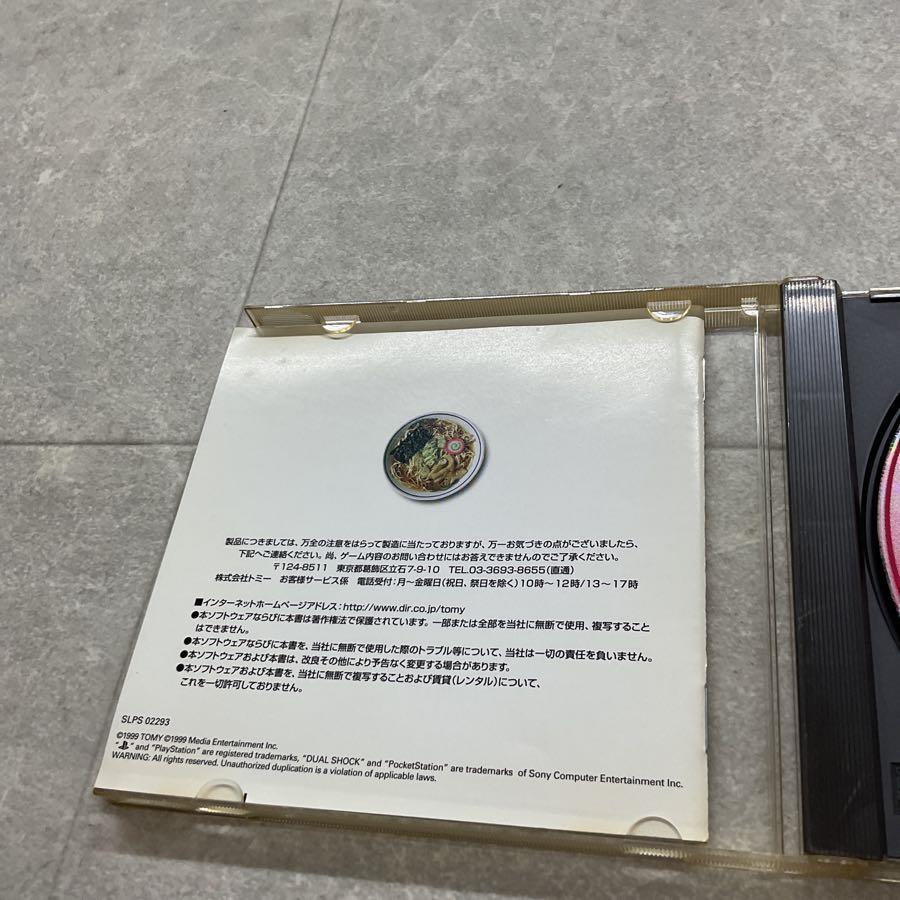 製品につきましては、万全の注意をはらって製造に当たっておりますが、万一お気づきの点がございましたら、
下記へご連絡ください。尚、ゲーム内容のお問い合わせにはお答えできませんのでご了承ください。
〒124-8511 東京都葛飾区立石7-9-10 TEL.03-3693-8655(直通)
株式会社トミー お客様サービス係 電話受付:月〜金曜日(祝日、祭日を除く)10時〜12時/13〜17時
■インターネットホームページアドレス:http://www.dir.co.jp/tomy
●本ソフトウェアならびに本書は著作権法で保護されています。一部または全部を当社に無断で使用、複写すること
はできません。
●本ソフトウェアならびに本書を、当社に無断で使用した際のトラブル等について、当社は一切の責任を負いません。
●本ソフトウェアおよび本書は、改良その他により予告なく変更する場合があります。
●本ソフトウェアおよび本書を、当社に無断で複写することおよび賃貸(レンタル)について、
これを一切許可しておりません。
SLPS 02293
©1999 TOMY ©1999 Media Entertainment Inc.
" " and "PlayStation" are registered trademarks, "DUAL SHOCK" and "PocketStation" are trademarks of Sony Computer Entertainment Inc.
WARNING: All rights reserved. Unauthorized duplication is a violation of applicable laws.